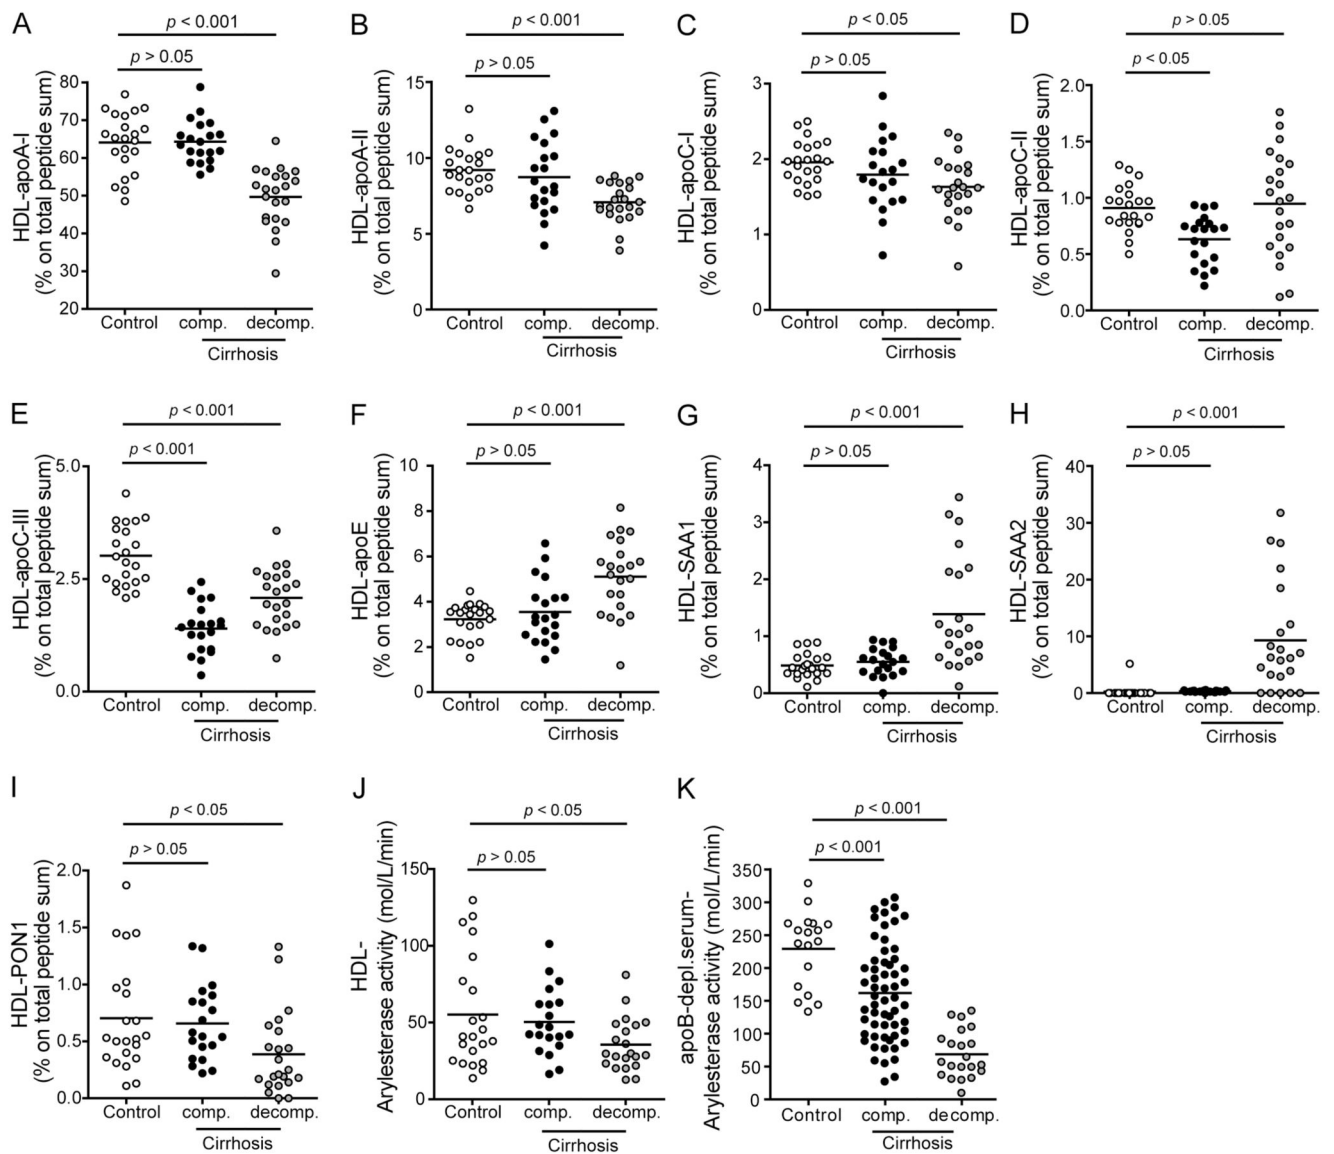 A
p < 0.001
p > 0.05
HDL-apoA-I
(% on total peptide sum)
80
70
60
50
40
30
20
Control comp. decomp.
Cirrhosis
B
p < 0.001
p > 0.05
HDL-apoA-II
(% on total peptide sum)
15
10
5
0
Control comp. decomp.
Cirrhosis
C
p < 0.05
p > 0.05
HDL-apoC-I
(% on total peptide sum)
3
2
1
0
Control comp. decomp.
Cirrhosis
D
p > 0.05
p < 0.05
HDL-apoC-II
(% on total peptide sum)
2.0
1.5
1.0
0.5
0.0
Control comp. decomp.
Cirrhosis
E
p < 0.001
p < 0.001
HDL-apoC-III
(% on total peptide sum)
5.0
2.5
0.0
Control comp. decomp.
Cirrhosis
F
p < 0.001
p > 0.05
HDL-apoE
(% on total peptide sum)
10
8
6
4
2
0
Control comp. decomp.
Cirrhosis
G
p < 0.001
p > 0.05
HDL-SAA1
(% on total peptide sum)
4
3
2
1
0
Control comp. decomp.
Cirrhosis
H
p < 0.001
p > 0.05
HDL-SAA2
(% on total peptide sum)
40
30
20
10
0
Control comp. decomp.
Cirrhosis
I
p < 0.05
p > 0.05
HDL-PON1
(% on total peptide sum)
2.0
1.5
1.0
0.5
0.0
Control comp. decomp.
Cirrhosis
J
p < 0.05
p > 0.05
HDL-
Arylesterase activity (mol/L/min)
150
100
50
0
Control comp. decomp.
Cirrhosis
K
p < 0.001
p < 0.001
apoB-depl.serum-
Arylesterase activity (mol/L/min)
350
300
250
200
150
100
50
0
Control comp. decomp.
Cirrhosis